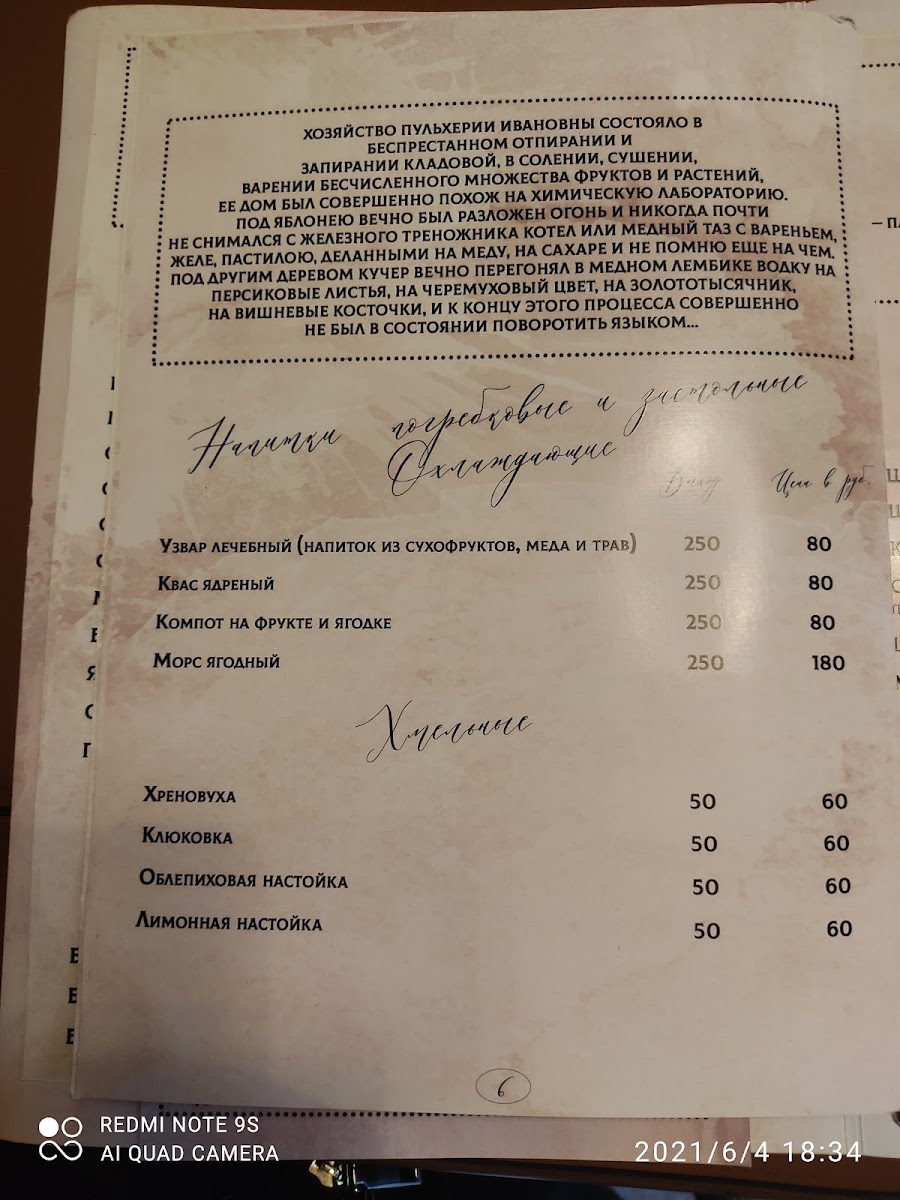 ХОЗЯЙСТВО ПУЛЬХЕРИИ ИВАНОВНЫ СОСТОЯЛО В
БЕСПРЕСТАННОМ ОТПИРАНИИ И
ЗАПИРАНИИ КЛАДОВОЙ, В СОЛЕНИИ, СУШЕНИИ,
ВАРЕНИИ БЕСЧИСЛЕННОГО МНОЖЕСТВА ФРУКТОВ И РАСТЕНИЙ,
ЕЕ ДОМ БЫЛ СОВЕРШЕННО ПОХОЖ НА ХИМИЧЕСКУЮ ЛАБОРАТОРИЮ.
ПОД ЯБЛОНЕЮ ВЕЧНО БЫЛ РАЗЛОЖЕН ОГОНЬ И НИКОГДА ПОЧТИ
НЕ СНИМАЛСЯ С ЖЕЛЕЗНОГО ТРЕНОЖНИКА КОТЕЛ ИЛИ МЕДНЫЙ ТАЗ С ВАРЕНЬЕМ,
ЖЕЛЕ, ПАСТИЛОЮ, ДЕЛАННЫМИ НА МЕДУ, НА САХАРЕ И НЕ ПОМНЮ ЕЩЕ НА ЧЕМ.
ПОД ДРУГИМ ДЕРЕВОМ КУЧЕР ВЕЧНО ПЕРЕГОНЯЛ В МЕДНОМ ЛЕМБИКЕ ВОДКУ НА
ПЕРСИКОВЫЕ ЛИСТЬЯ, НА ЧЕРЕМУХОВЫЙ ЦВЕТ, НА ЗОЛОТОТЫСЯЧНИК,
НА ВИШНЕВЫЕ КОСТОЧКИ, И К КОНЦУ ЭТОГО ПРОЦЕССА СОВЕРШЕННО
НЕ БЫЛ В СОСТОЯНИИ ПОВОРОТИТЬ ЯЗЫКОМ...
Напитки погребковые и застольные
Охлаждающие
Цена в руб.
Узвар лечебный (напиток из сухофруктов, меда и трав) 250 80
Квас ядреный 250 80
Компот на фрукте и ягодке 250 80
Морс ягодный 250 180
Хмельные
Хреновуха 50 60
Клюковка 50 60
Облепиховая настойка 50 60
Лимонная настойка 50 60
6
REDMI NOTE 9S
AI QUAD CAMERA
2021/6/4 18:34